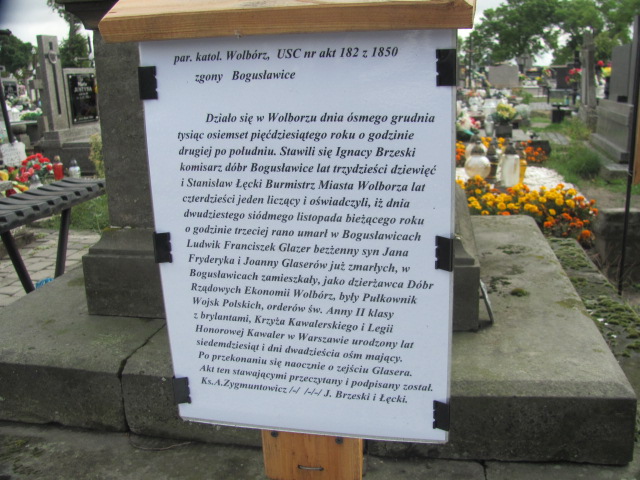 par. katol. Wolbórz, USC nr akt 182 z 1850
zgony Bogusławice
Działo się w Wolborzu dnia ósmego grudnia
tysiąc osiemset pięćdziesiątego roku o godzinie
drugiej po południu. Stawili się Ignacy Brzeski
komisarz dóbr Bogusławice lat trzydzieści dziewięć
i Stanisław Łęcki Burmistrz Miasta Wolborza lat
czterdzieści jeden liczący i oświadczyli, iż dnia
dwudziestego siódmego listopada bieżącego roku
o godzinie trzeciej rano umarł w Bogusławicach
Ludwik Franciszek Glazer bezżenny syn Jana
Fryderyka i Joanny Glaserów już zmarłych, w
Bogusławicach zamieszkały, jako dzierżawca Dóbr
Rządowych Ekonomii Wolbórz, były Pułkownik
Wojsk Polskich, orderów św. Anny II klasy
z brylantami, Krzyża Kawalerskiego i Legii
Honorowej Kawaler w Warszawie urodzony lat
siedemdziesiąt i dni dwadzieścia ośm mający.
Po przekonaniu się naocznie o zejściu Glasera.
Akt ten stawającymi przeczytany i podpisany został.
Ks.A.Zygmuntowicz /-/ /-/-/ J. Brzeski i Łęcki.